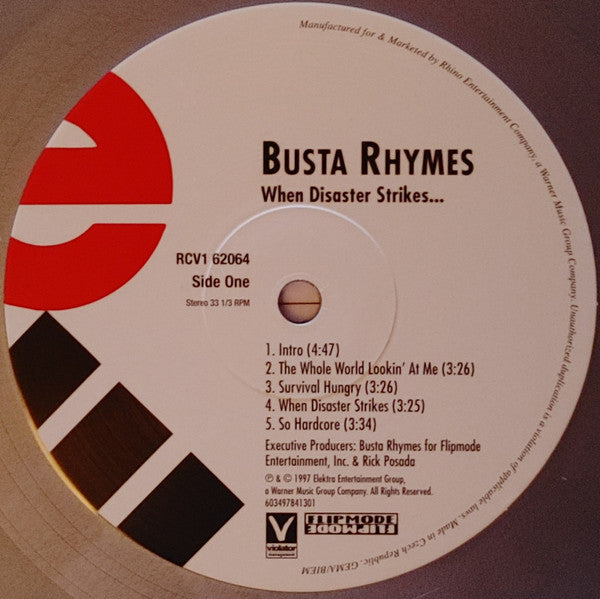 Manufactured for & Marketed by Rhino Entertainment Company, a Warner Music Group Company. Unauthorized duplication is a violation of applicable laws. Made in Czech Republic. GEMA/BIEM
e
BUSTA RHYMES
When Disaster Strikes...
RCV1 62064
Side One
Stereo 33 1/3 RPM
1. Intro (4:47)
2. The Whole World Lookin' At Me (3:26)
3. Survival Hungry (3:26)
4. When Disaster Strikes (3:25)
5. So Hardcore (3:34)
Executive Producers: Busta Rhymes for Flipmode
Entertainment, Inc. & Rick Posada
℗ & © 1997 Elektra Entertainment Group,
a Warner Music Group Company. All Rights Reserved.
603497841301
V
violator
management
FLIPMODE
FLIPMODE